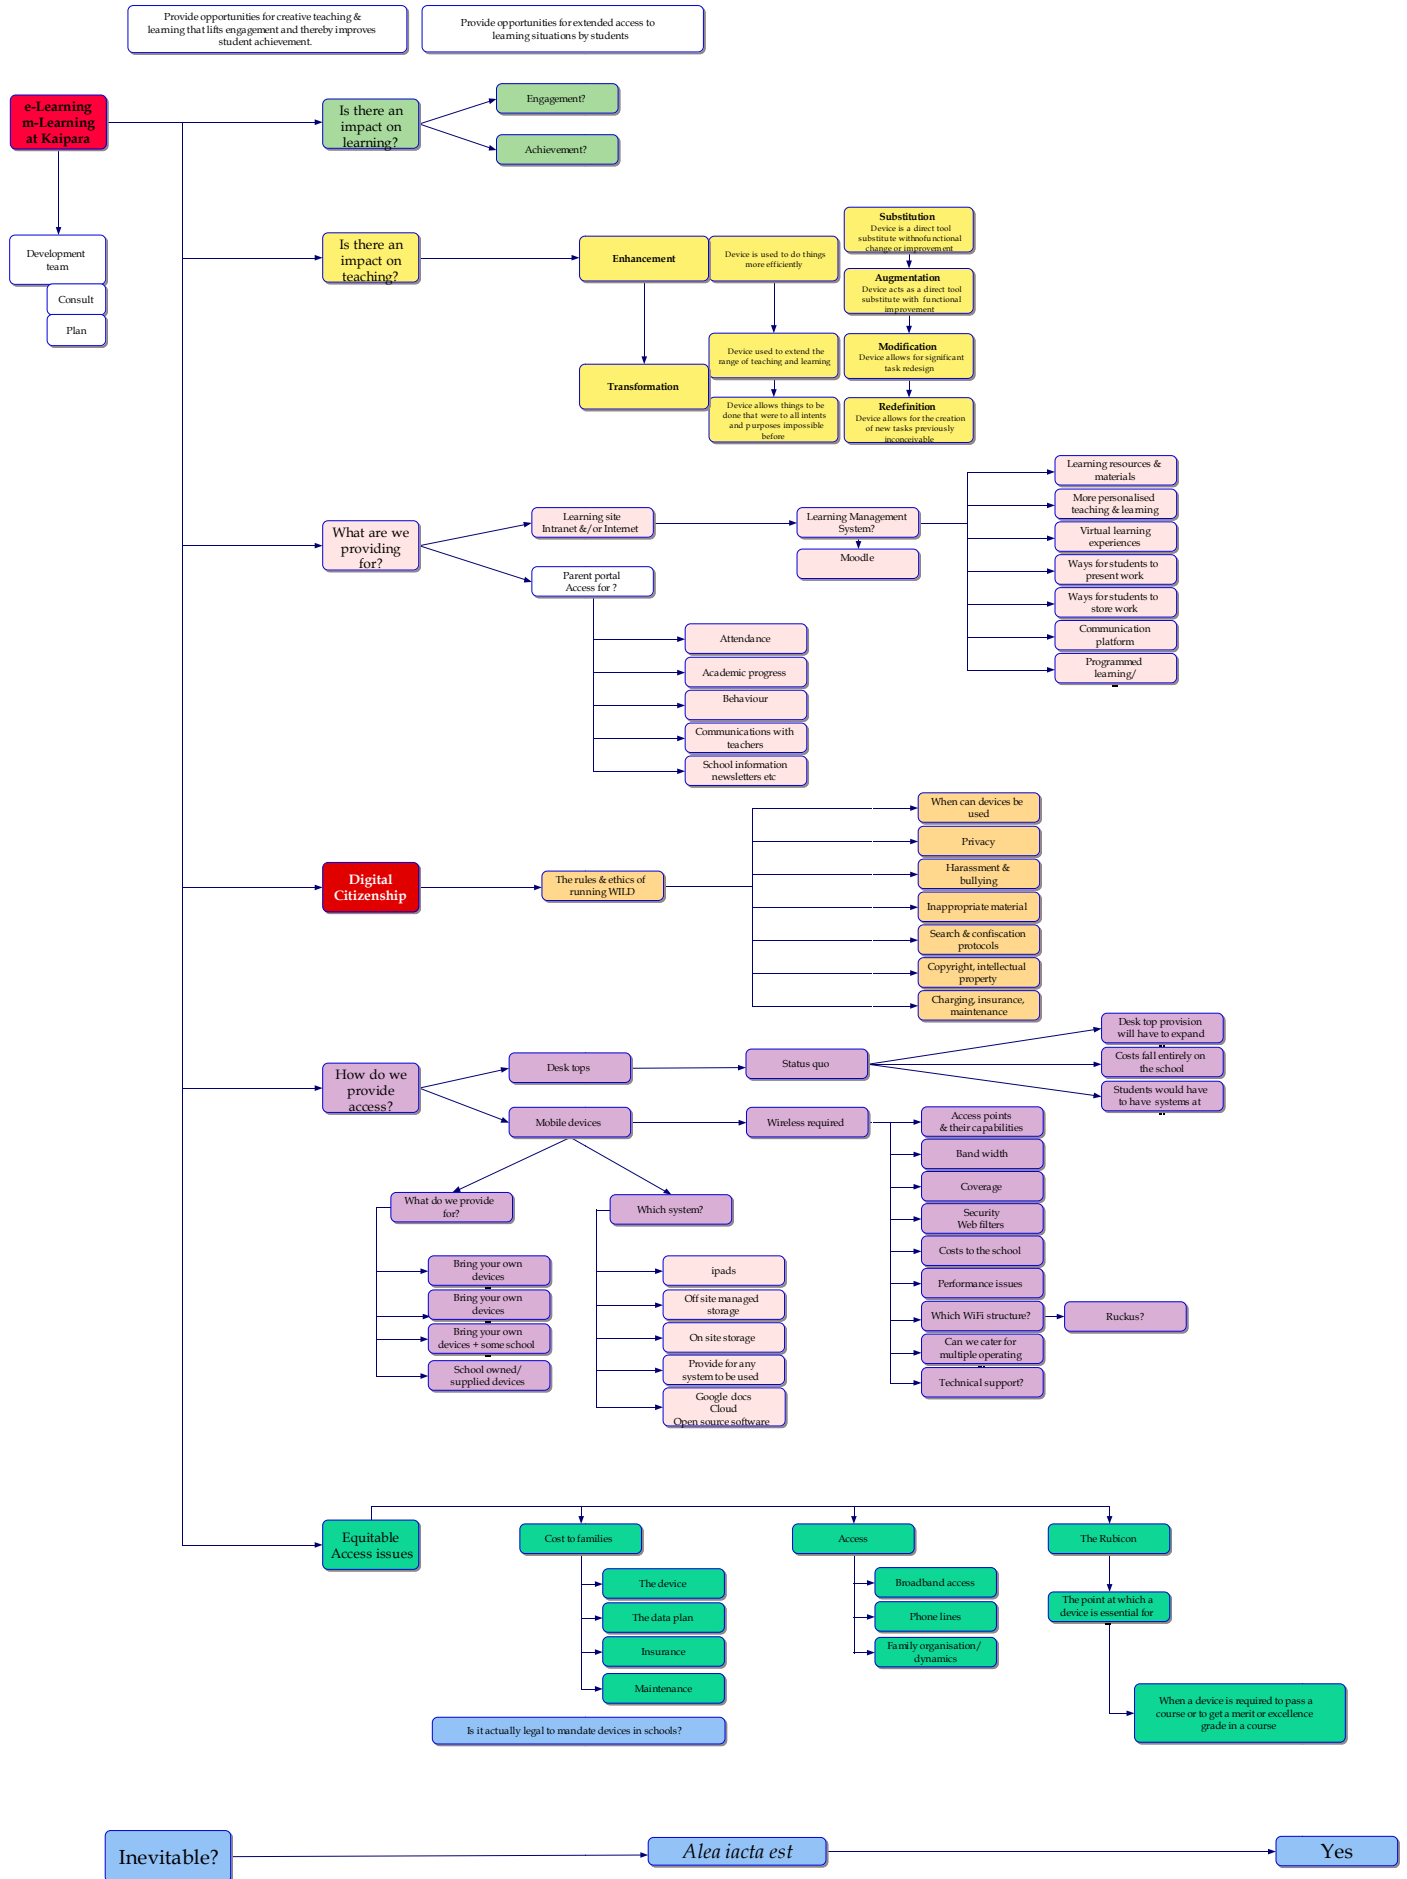 Provide opportunities for creative teaching &
learning that lifts engagement and thereby improves
student achievement.
Provide opportunities for extended access to
learning situations by students
e-Learning
m-Learning
at Kaipara
Development
team
Consult
Plan
Is there an
impact on
learning?
Engagement?
Achievement?
Is there an
impact on
teaching?
Enhancement
Device is used to do things
more efficiently
Transformation
Device used to extend the
range of teaching and learning
Device allows things to be
done that were to all intents
and purposes impossible
before
Substitution
Device is a direct tool
substitute withnofunctional
change or improvement
Augmentation
Device acts as a direct tool
substitute with functional
improvement
Modification
Device allows for significant
task redesign
Redefinition
Device allows for the creation
of new tasks previously
inconceivable
What are we
providing
for?
Learning site
Intranet &/or Internet
Learning Management
System?
Moodle
Learning resources &
materials
More personalised
teaching & learning
Virtual learning
experiences
Ways for students to
present work
Ways for students to
store work
Communication
platform
Programmed
learning/
Parent portal
Access for ?
Attendance
Academic progress
Behaviour
Communications with
teachers
School information
newsletters etc
Digital
Citizenship
The rules & ethics of
running WILD
When can devices be
used
Privacy
Harassment &
bullying
Inappropriate material
Search & confiscation
protocols
Copyright, intellectual
property
Charging, insurance,
maintenance
How do we
provide
access?
Desk tops
Status quo
Desk top provision
will have to expand
Costs fall entirely on
the school
Students would have
to have systems at
Mobile devices
Wireless required
Access points
& their capabilities
Band width
Coverage
Security
Web filters
Costs to the school
Performance issues
Which WiFi structure?
Ruckus?
Can we cater for
multiple operating
Technical support?
What do we provide
for?
Bring your own
devices
Bring your own
devices
Bring your own
devices + some school
School owned/
supplied devices
Which system?
ipads
Off site managed
storage
On site storage
Provide for any
system to be used
Google docs
Cloud
Open source software
Equitable
Access issues
Cost to families
The device
The data plan
Insurance
Maintenance
Access
Broadband access
Phone lines
Family organisation/
dynamics
The Rubicon
The point at which a
device is essential for
When a device is required to pass a
course or to get a merit or excellence
grade in a course
Is it actually legal to mandate devices in schools?
Inevitable?
Alea iacta est
Yes